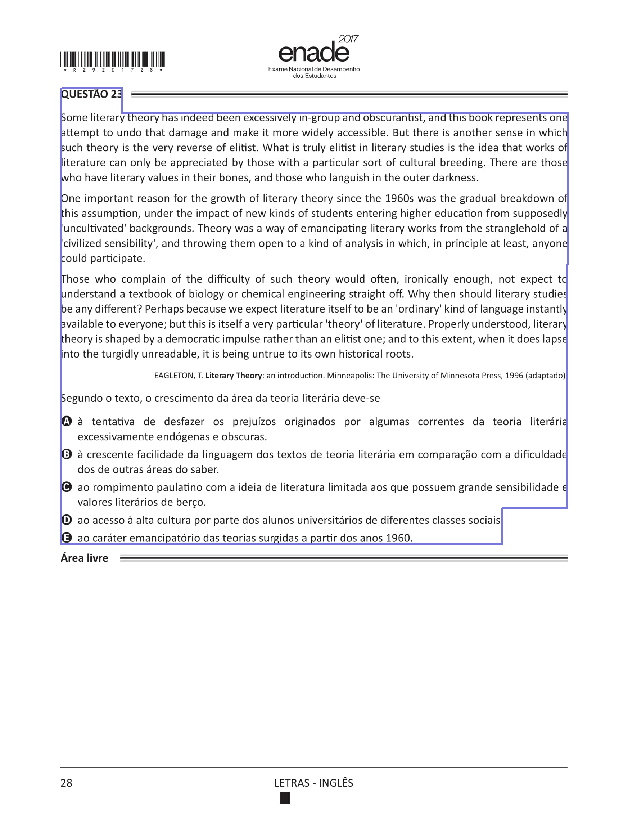 *R2920172​8*
enade 2017
Exame Nacional de Desempenho
dos Estudantes
QUESTÃO 23
Some literary theory has indeed been excessively in-group and obscurantist, and this book represents one
attempt to undo that damage and make it more widely accessible. But there is another sense in which
such theory is the very reverse of elitist. What is truly elitist in literary studies is the idea that works of
literature can only be appreciated by those with a particular sort of cultural breeding. There are those
who have literary values in their bones, and those who languish in the outer darkness.
One important reason for the growth of literary theory since the 1960s was the gradual breakdown of
this assumption, under the impact of new kinds of students entering higher education from supposedly
'uncultivated' backgrounds. Theory was a way of emancipating literary works from the stranglehold of a
'civilized sensibility', and throwing them open to a kind of analysis in which, in principle at least, anyone
could participate.
Those who complain of the difficulty of such theory would often, ironically enough, not expect to
understand a textbook of biology or chemical engineering straight off. Why then should literary studies
be any different? Perhaps because we expect literature itself to be an 'ordinary' kind of language instantly
available to everyone; but this is itself a very particular 'theory' of literature. Properly understood, literary
theory is shaped by a democratic impulse rather than an elitist one; and to this extent, when it does lapse
into the turgidly unreadable, it is being untrue to its own historical roots.
EAGLETON, T. Literary Theory: an introduction. Minneapolis: The University of Minnesota Press, 1996 (adaptado).
Segundo o texto, o crescimento da área da teoria literária deve-se
A à tentativa de desfazer os prejuízos originados por algumas correntes da teoria literária
excessivamente endógenas e obscuras.
B à crescente facilidade da linguagem dos textos de teoria literária em comparação com a dificuldade
dos de outras áreas do saber.
C ao rompimento paulatino com a ideia de literatura limitada aos que possuem grande sensibilidade e
valores literários de berço.
D ao acesso à alta cultura por parte dos alunos universitários de diferentes classes sociais.
E ao caráter emancipatório das teorias surgidas a partir dos anos 1960.
Área livre
28
LETRAS - INGLÊS